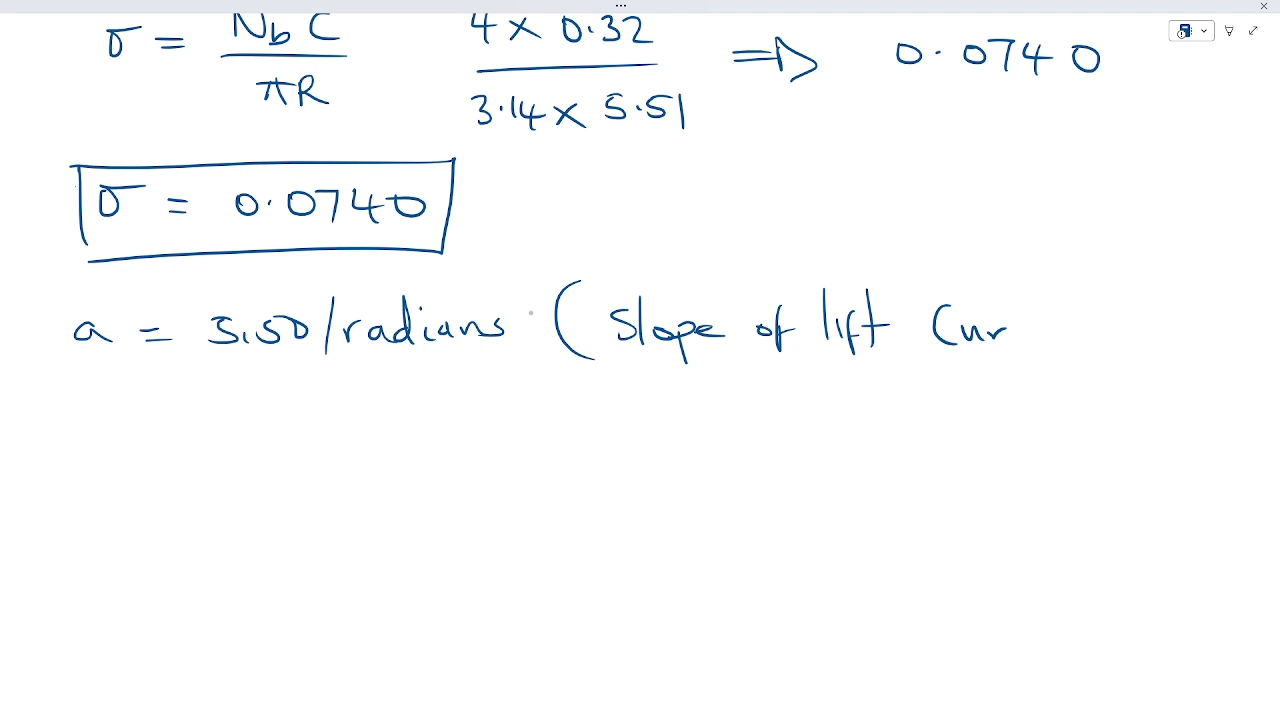 σ = N_b C / πR 4 × 0.32 / 3.14 × 5.51 ⇒ 0.0740
σ = 0.0740
a = 5.50/radians (Slope of lift Cur